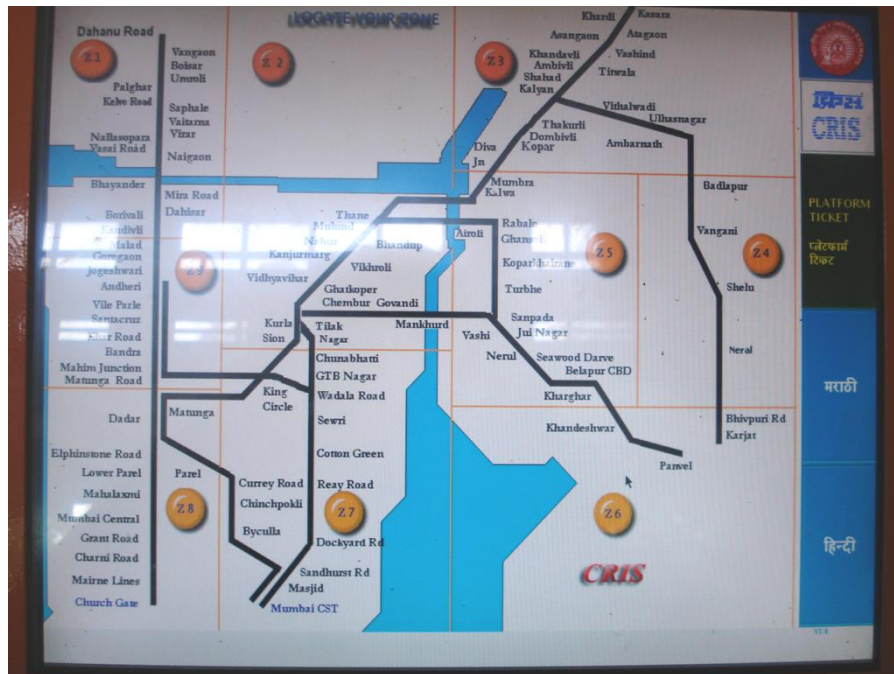 LOCATE YOUR ZONE
Dahanu Road
Z1
Vangaon
Boisar
Umroli
Palghar
Kelve Road
Saphale
Vaitarna
Virar
Nallasopara
Vasai Road
Naigaon
Bhayander
Mira Road
Dahisar
Borivali
Kandivli
Malad
Goregaon
Jogeshwari
Andheri
Vile Parle
Santacruz
Khar Road
Bandra
Mahim Junction
Matunga Road
Dadar
Elphinstone Road
Lower Parel
Mahalaxmi
Mumbai Central
Grant Road
Charni Road
Mairne Lines
Church Gate
Z 2
Z3
Khardi
Kasara
Asangaon
Atagaon
Khandavli
Vashind
Ambivli
Titwala
Shahad
Kalyan
Vithalwadi
Ulhasnagar
Ambarnath
Thakurli
Dombivli
Kopar
Diva
Jn
Mumbra
Kalwa
Badlapur
Vangani
Z4
Shelu
Neral
Bhivpuri Rd
Karjat
Thane
Mulund
Nahur
Bhandup
Kanjurmarg
Vikhroli
Vidhyavihar
Ghatkoper
Chembur Govandi
Mankhurd
Kurla
Sion
Tilak
Nagar
Airoli
Rabale
Ghansoli
Koparkhairane
Turbhe
Z5
Sanpada
Jui Nagar
Vashi
Nerul
Seawood Darve
Belapur CBD
Kharghar
Khandeshwar
Panvel
Z6
CRIS
Chunabhatti
GTB Nagar
King
Circle
Wadala Road
Sewri
Cotton Green
Reay Road
Z7
Dockyard Rd
Sandhurst Rd
Masjid
Mumbai CST
Matunga
Parel
Z8
Currey Road
Chinchpokli
Byculla
CRIS
PLATFORM
TICKET
प्लेटफार्म
टिकट
मराठी
हिन्दी